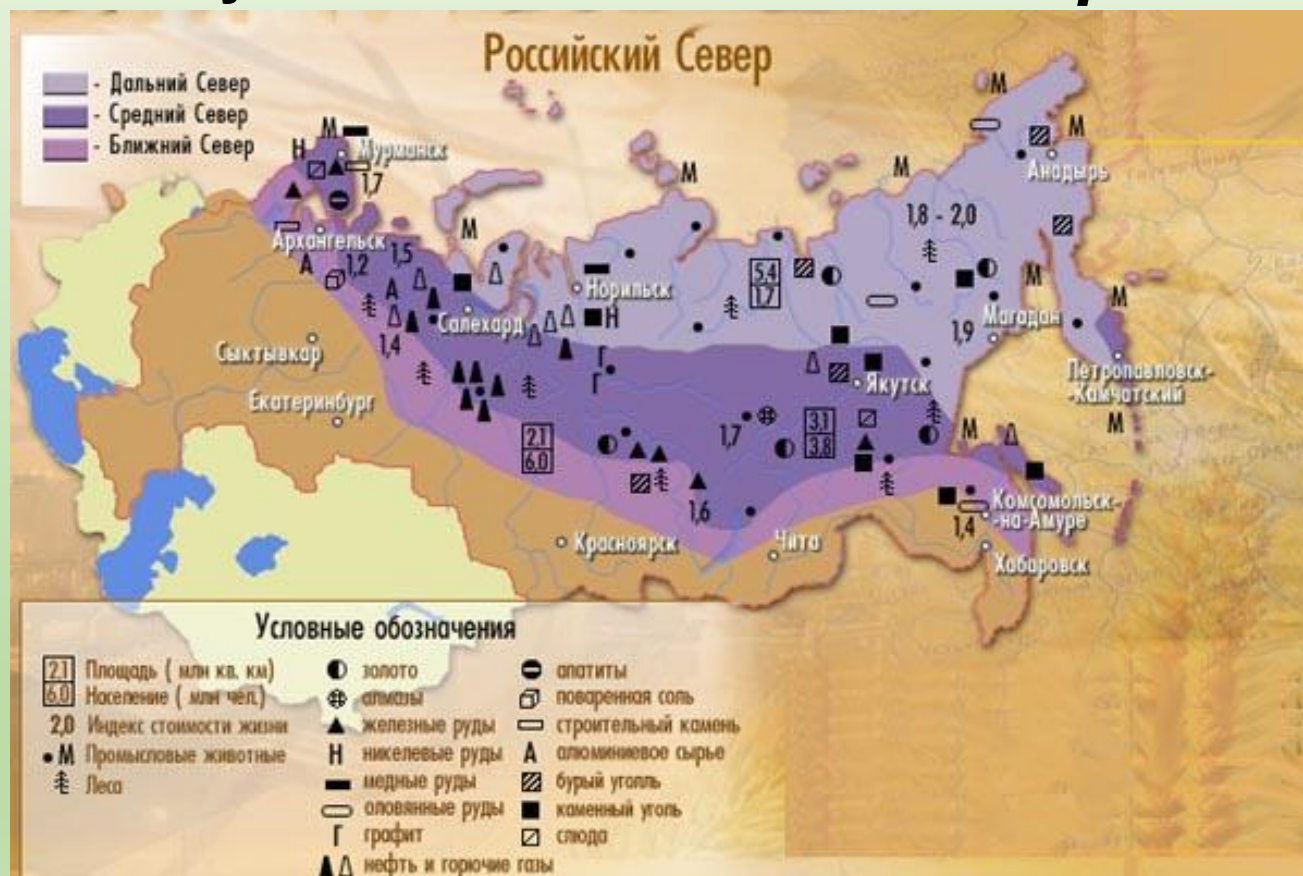 Российский Север
- Дальний Север
- Средний Север
- Ближний Север
М
М
М
Н
Мурманск
М
М
М
Анадырь
1,7
1,8 - 2,0
Архангельск
1,5
М
А
1,2
5,4
1,7
Норильск
М
М
А
Салехард
Н
Магадан
1,9
1,4
Сыктывкар
Г
Г
Якутск
Петропавловск-
-Камчатский
Екатеринбург
1,7
3,1
3,8
М
М
2,1
6,0
1,6
Комсомольск-
-на-Амуре
1,4
Красноярск
Чита
Хабаровск
Условные обозначения
2,1 Площадь ( млн кв. км)
6,0 Население ( млн чел.)
2,0 Индекс стоимости жизни
М Промысловые животные
Леса
золото
алмазы
железные руды
Н никелевые руды
медные руды
оловянные руды
Г графит
нефть и горючие газы
апатиты
поваренная соль
строительный камень
А алюминиевое сырье
бурый уголль
каменный уголь
слюда